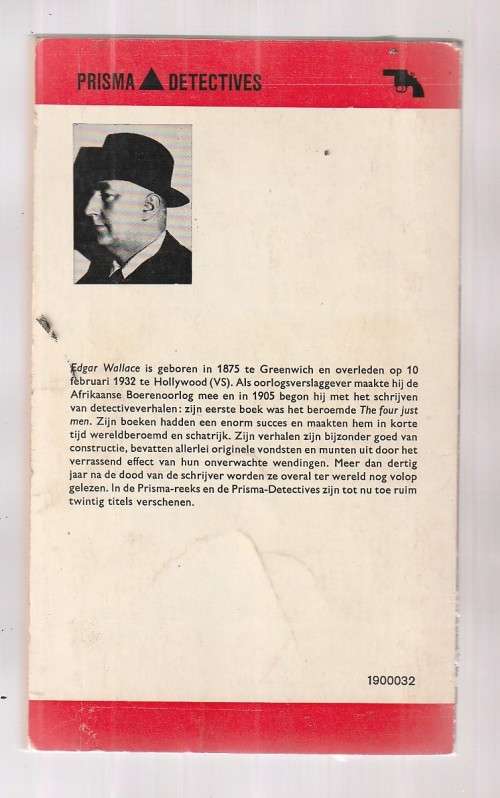 PRISMA DETECTIVES
Edgar Wallace is geboren in 1875 te Greenwich en overleden op 10
februari 1932 te Hollywood (VS). Als oorlogsverslaggever maakte hij de
Afrikaanse Boerenoorlog mee en in 1905 begon hij met het schrijven
van detectiveverhalen: zijn eerste boek was het beroemde The four just
men. Zijn boeken hadden een enorm succes en maakten hem in korte
tijd wereldberoemd en schatrijk. Zijn verhalen zijn bijzonder goed van
constructie, bevatten allerlei originele vondsten en munten uit door het
verrassend effect van hun onverwachte wendingen. Meer dan dertig
jaar na de dood van de schrijver worden ze overal ter wereld nog volop
gelezen. In de Prisma-reeks en de Prisma-Detectives zijn tot nu toe ruim
twintig titels verschenen.
1900032